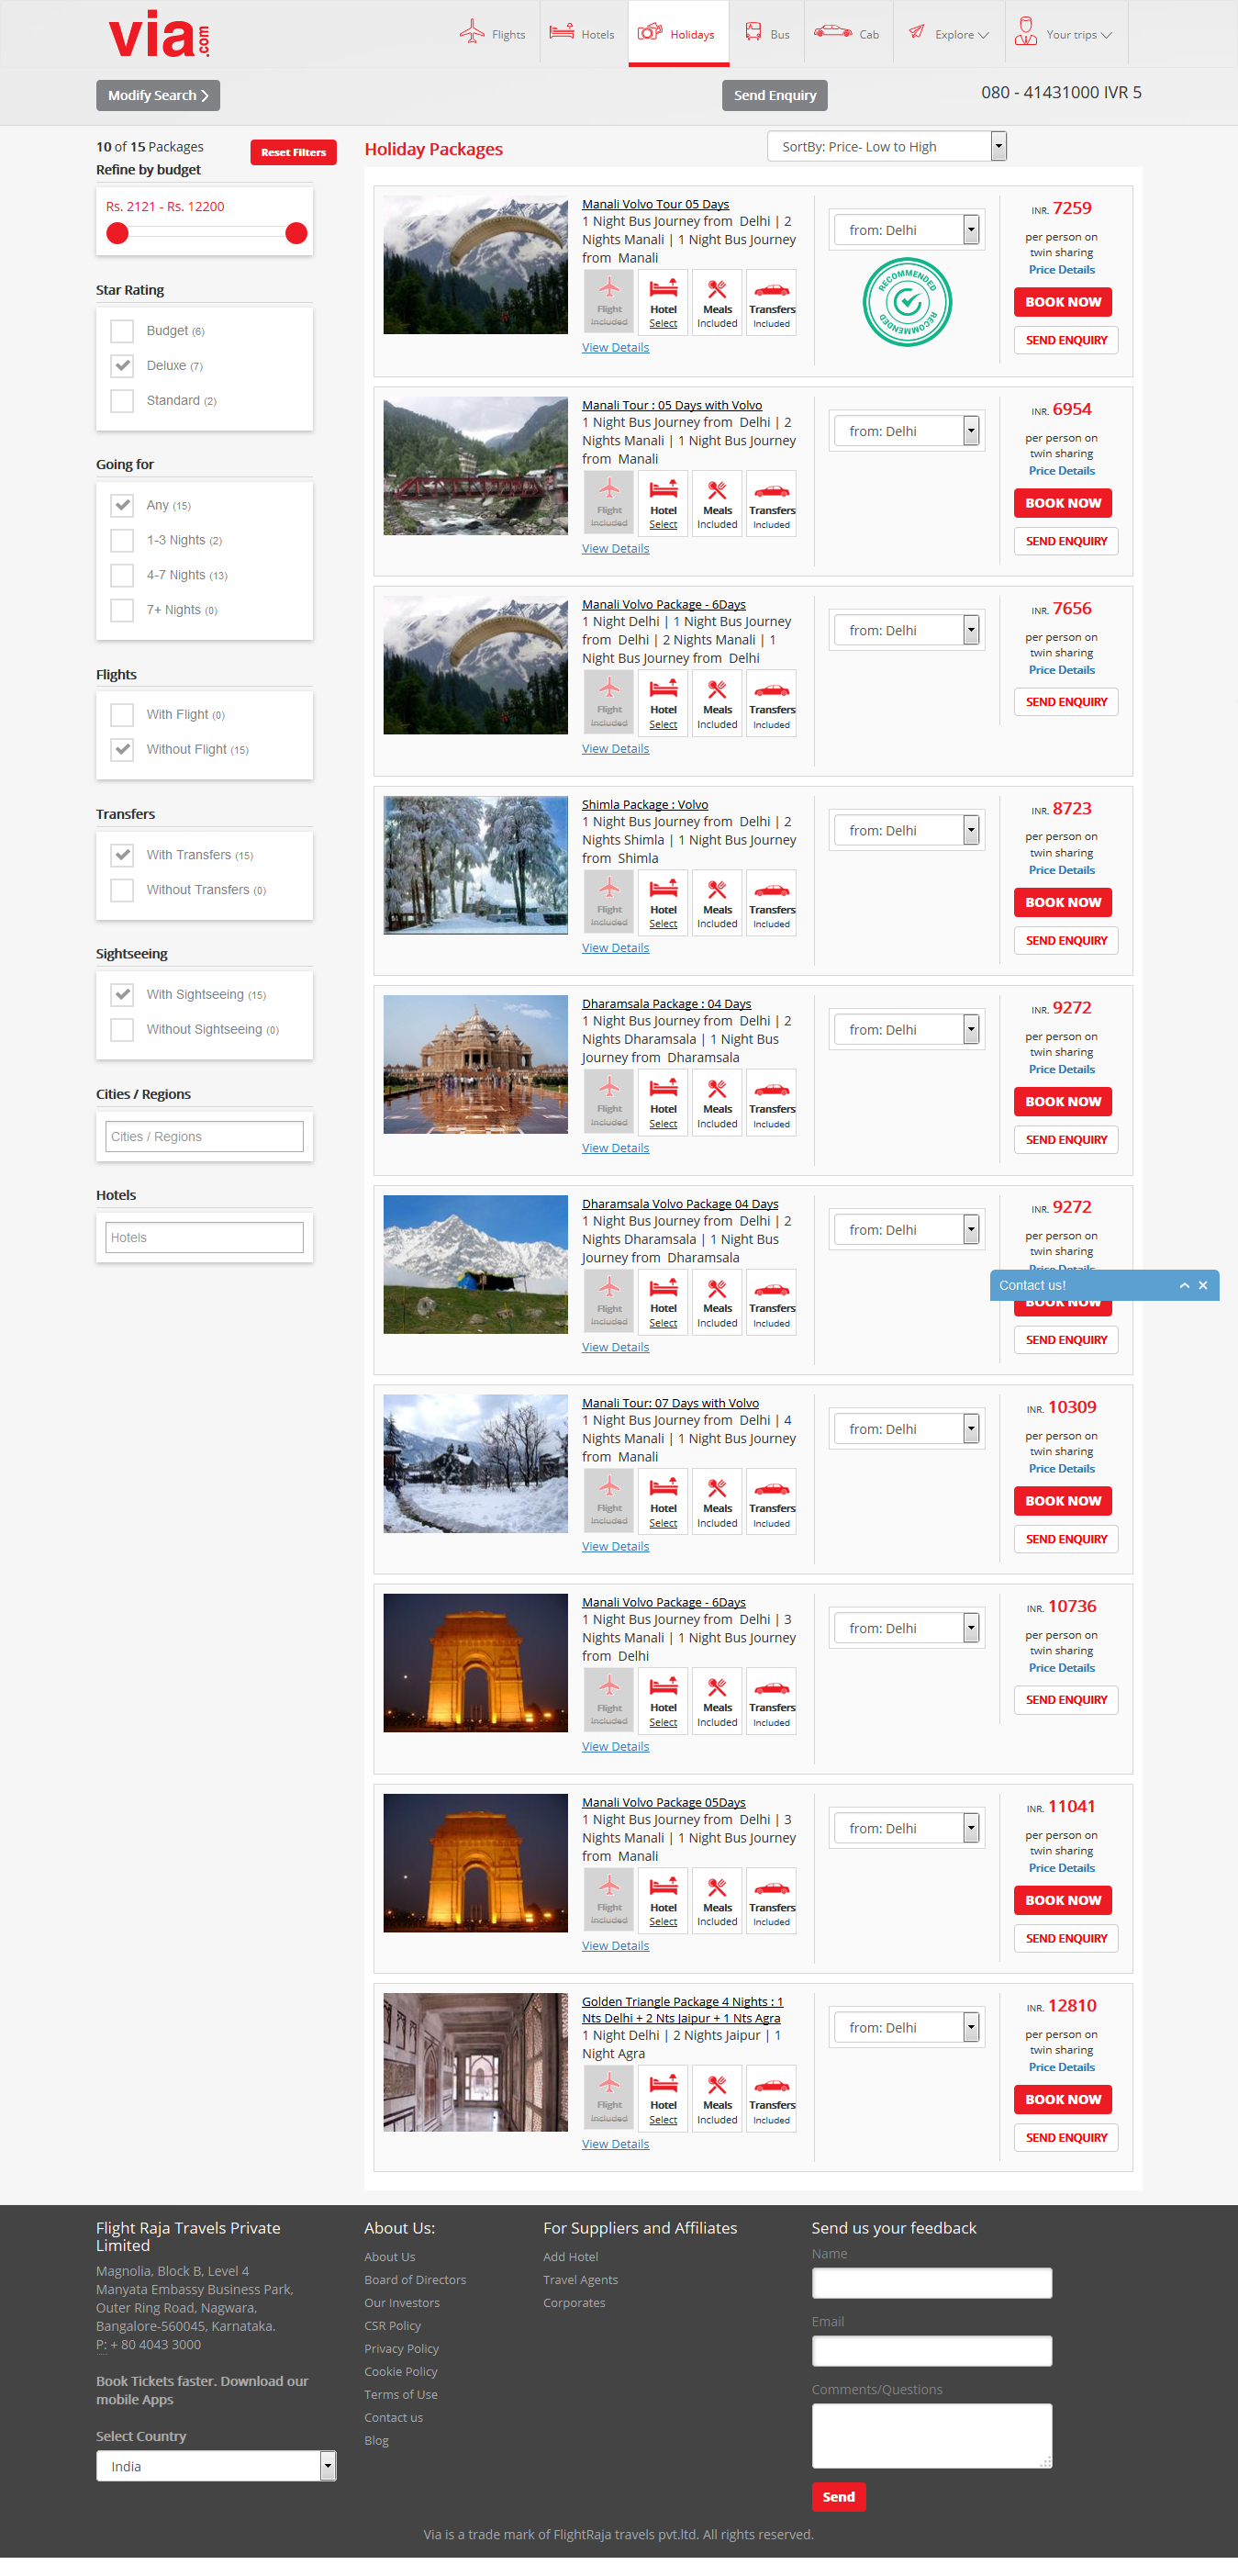 via.com
Flights
Hotels
Holidays
Bus
Cab
Explore
Your trips
Modify Search
Send Enquiry
080 - 41431000 IVR 5
10 of 15 Packages
Reset Filters
Refine by budget
Rs. 2121 - Rs. 12200
Star Rating
Budget (6)
Deluxe (7)
Standard (2)
Going for
Any (15)
1-3 Nights (2)
4-7 Nights (13)
7+ Nights (0)
Flights
With Flight (0)
Without Flight (15)
Transfers
With Transfers (15)
Without Transfers (0)
Sightseeing
With Sightseeing (15)
Without Sightseeing (0)
Cities / Regions
Cities / Regions
Hotels
Hotels
Holiday Packages
SortBy: Price- Low to High
Manali Volvo Tour 05 Days
1 Night Bus Journey from Delhi | 2
Nights Manali | 1 Night Bus Journey
from Manali
Flight Hotel Meals Transfers
Included Select Included Included
View Details
from: Delhi
RECOMMENDED
RECOMMENDED
INR. 7259
per person on
twin sharing
Price Details
BOOK NOW
SEND ENQUIRY
Manali Tour : 05 Days with Volvo
1 Night Bus Journey from Delhi | 2
Nights Manali | 1 Night Bus Journey
from Manali
Flight Hotel Meals Transfers
Included Select Included Included
View Details
from: Delhi
INR. 6954
per person on
twin sharing
Price Details
BOOK NOW
SEND ENQUIRY
Manali Volvo Package - 6Days
1 Night Delhi | 1 Night Bus Journey
from Delhi | 2 Nights Manali | 1
Night Bus Journey from Delhi
Flight Hotel Meals Transfers
Included Select Included Included
View Details
from: Delhi
INR. 7656
per person on
twin sharing
Price Details
SEND ENQUIRY
Shimla Package : Volvo
1 Night Bus Journey from Delhi | 2
Nights Shimla | 1 Night Bus Journey
from Shimla
Flight Hotel Meals Transfers
Included Select Included Included
View Details
from: Delhi
INR. 8723
per person on
twin sharing
Price Details
BOOK NOW
SEND ENQUIRY
Dharamsala Package : 04 Days
1 Night Bus Journey from Delhi | 2
Nights Dharamsala | 1 Night Bus
Journey from Dharamsala
Flight Hotel Meals Transfers
Included Select Included Included
View Details
from: Delhi
INR. 9272
per person on
twin sharing
Price Details
BOOK NOW
SEND ENQUIRY
Dharamsala Volvo Package 04 Days
1 Night Bus Journey from Delhi | 2
Nights Dharamsala | 1 Night Bus
Journey from Dharamsala
Flight Hotel Meals Transfers
Included Select Included Included
View Details
from: Delhi
INR. 9272
per person on
twin sharing
Price Details
Contact us!
BOOK NOW
SEND ENQUIRY
Manali Tour: 07 Days with Volvo
1 Night Bus Journey from Delhi | 4
Nights Manali | 1 Night Bus Journey
from Manali
Flight Hotel Meals Transfers
Included Select Included Included
View Details
from: Delhi
INR. 10309
per person on
twin sharing
Price Details
BOOK NOW
SEND ENQUIRY
Manali Volvo Package - 6Days
1 Night Bus Journey from Delhi | 3
Nights Manali | 1 Night Bus Journey
from Delhi
Flight Hotel Meals Transfers
Included Select Included Included
View Details
from: Delhi
INR. 10736
per person on
twin sharing
Price Details
SEND ENQUIRY
Manali Volvo Package 05Days
1 Night Bus Journey from Delhi | 3
Nights Manali | 1 Night Bus Journey
from Manali
Flight Hotel Meals Transfers
Included Select Included Included
View Details
from: Delhi
INR. 11041
per person on
twin sharing
Price Details
BOOK NOW
SEND ENQUIRY
Golden Triangle Package 4 Nights : 1
Nts Delhi + 2 Nts Jaipur + 1 Nts Agra
1 Night Delhi | 2 Nights Jaipur | 1
Night Agra
Flight Hotel Meals Transfers
Included Select Included Included
View Details
from: Delhi
INR. 12810
per person on
twin sharing
Price Details
BOOK NOW
SEND ENQUIRY
Flight Raja Travels Private
Limited
Magnolia, Block B, Level 4
Manyata Embassy Business Park,
Outer Ring Road, Nagwara,
Bangalore-560045, Karnataka.
P: + 80 4043 3000
Book Tickets faster. Download our
mobile Apps
Select Country
India
About Us:
About Us
Board of Directors
Our Investors
CSR Policy
Privacy Policy
Cookie Policy
Terms of Use
Contact us
Blog
For Suppliers and Affiliates
Add Hotel
Travel Agents
Corporates
Send us your feedback
Name
Email
Comments/Questions
Send
Via is a trade mark of FlightRaja travels pvt.ltd. All rights reserved.